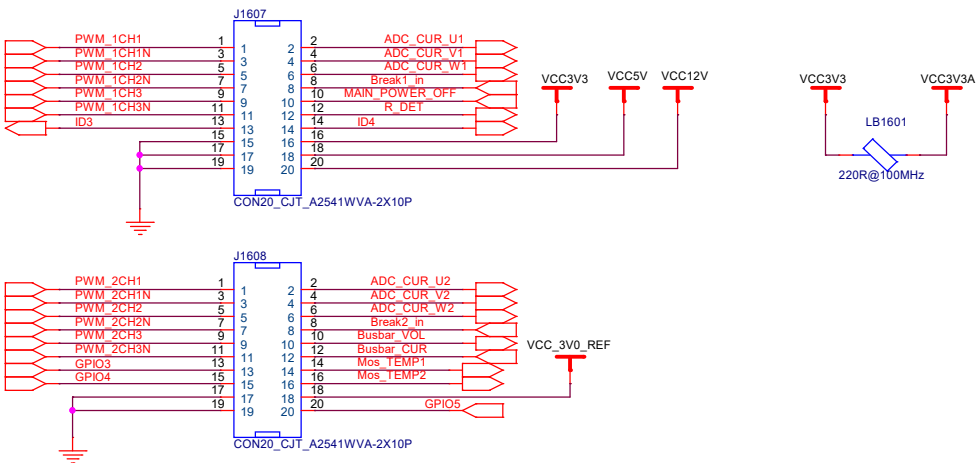 J1607
PWM_1CH1 1 1 2 2 ADC_CUR_U1
PWM_1CH1N 3 3 4 4 ADC_CUR_V1
PWM_1CH2 5 5 6 6 ADC_CUR_W1
PWM_1CH2N 7 7 8 8 Break1_in
PWM_1CH3 9 9 10 10 MAIN_POWER_OFF
PWM_1CH3N 11 11 12 12 R_DET
ID3 13 13 14 14 ID4
15 15 16 16
17 17 18 18
19 19 20 20
CON20_CJT_A2541WVA-2X10P
VCC3V3 VCC5V VCC12V
VCC3V3 VCC3V3A
LB1601
220R@100MHz
J1608
PWM_2CH1 1 1 2 2 ADC_CUR_U2
PWM_2CH1N 3 3 4 4 ADC_CUR_V2
PWM_2CH2 5 5 6 6 ADC_CUR_W2
PWM_2CH2N 7 7 8 8 Break2_in
PWM_2CH3 9 9 10 10 Busbar_VOL
PWM_2CH3N 11 11 12 12 Busbar_CUR
GPIO3 13 13 14 14 Mos_TEMP1
GPIO4 15 15 16 16 Mos_TEMP2
17 17 18 18
19 19 20 20 GPIO5
CON20_CJT_A2541WVA-2X10P
VCC_3V0_REF